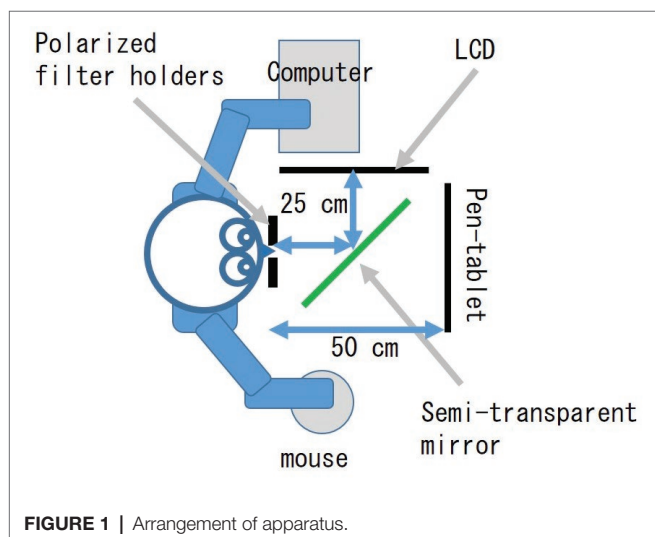 Polarized
filter holders
Computer
LCD
25 cm
Pen-tablet
50 cm
Semi-transparent
mirror
mouse
FIGURE 1 | Arrangement of apparatus.